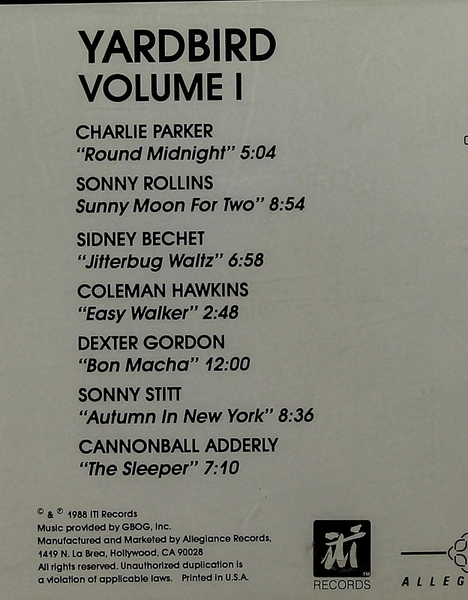 YARDBIRD
VOLUME I
CHARLIE PARKER
"Round Midnight" 5:04
SONNY ROLLINS
Sunny Moon For Two" 8:54
SIDNEY BECHET
"Jitterbug Waltz" 6:58
COLEMAN HAWKINS
"Easy Walker" 2:48
DEXTER GORDON
"Bon Macha" 12:00
SONNY STITT
"Autumn In New York" 8:36
CANNONBALL ADDERLY
"The Sleeper" 7:10
© & ℗ 1988 ITI Records
Music provided by GBOG, Inc.
Manufactured and Marketed by Allegiance Records,
1419 N. La Brea, Hollywood, CA 90028
All rights reserved. Unauthorized duplication is
a violation of applicable laws. Printed in U.S.A.
iti
TM
RECORDS
ALLEG